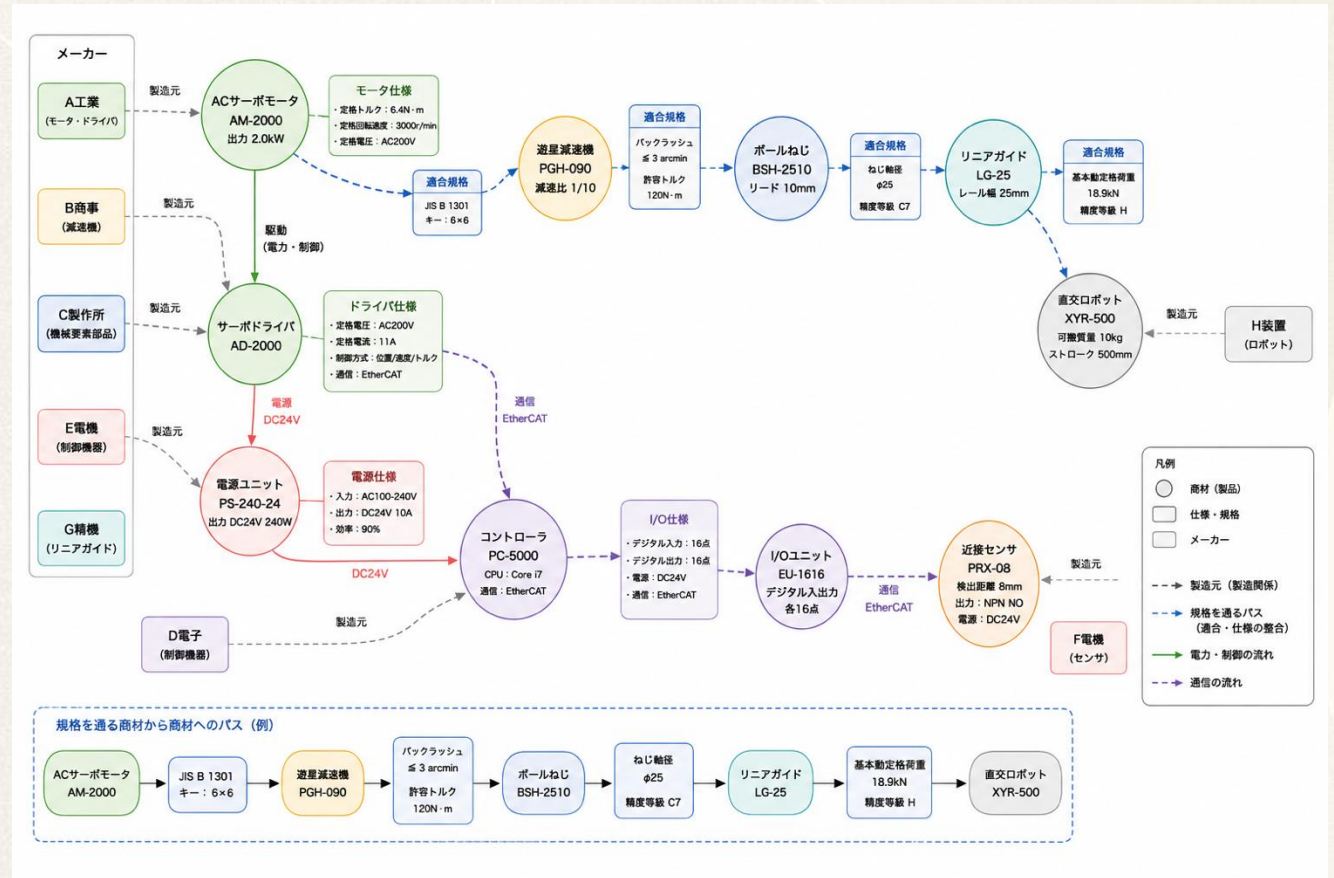 メーカー
A工業
(モータ・ドライバ)
B商事
(減速機)
C製作所
(機械要素部品)
E電機
(制御機器)
G精機
(リニアガイド)
製造元
製造元
製造元
製造元
ACサーボモータ
AM-2000
出力 2.0kW
モータ仕様
・定格トルク：6.4N·m
・定格回転速度：3000r/min
・定格電圧：AC200V
適合規格
JIS B 1301
キー：6×6
遊星減速機
PGH-090
減速比 1/10
適合規格
バックラッシュ
≦ 3 arcmin
許容トルク
120N·m
ボールねじ
BSH-2510
リード 10mm
適合規格
ねじ軸径
φ25
精度等級 C7
リニアガイド
LG-25
レール幅 25mm
適合規格
基本動定格荷重
18.9kN
精度等級 H
駆動
(電力・制御)
サーボドライバ
AD-2000
ドライバ仕様
・定格電圧：AC200V
・定格電流：11A
・制御方式：位置/速度/トルク
・通信：EtherCAT
直交ロボット
XYR-500
可搬質量 10kg
ストローク 500mm
製造元
H装置
(ロボット)
電源
DC24V
通信
EtherCAT
電源ユニット
PS-240-24
出力 DC24V 240W
電源仕様
・入力：AC100-240V
・出力：DC24V 10A
・効率：90%
DC24V
コントローラ
PC-5000
CPU：Core i7
通信：EtherCAT
I/O仕様
・デジタル入力：16点
・デジタル出力：16点
・電源：DC24V
・通信：EtherCAT
I/Oユニット
EU-1616
デジタル入出力
各16点
通信
EtherCAT
近接センサ
PRX-08
検出距離 8mm
出力：NPN NO
電源：DC24V
製造元
F電機
(センサ)
D電子
(制御機器)
製造元
凡例
商材（製品）
仕様・規格
メーカー
製造元（製造関係）
規格を通るパス
（適合・仕様の整合）
電力・制御の流れ
通信の流れ
規格を通る商材から商材へのパス（例）
ACサーボモータ
AM-2000
JIS B 1301
キー：6×6
遊星減速機
PGH-090
バックラッシュ
≦ 3 arcmin
許容トルク
120N·m
ボールねじ
BSH-2510
ねじ軸径
φ25
精度等級 C7
リニアガイド
LG-25
基本動定格荷重
18.9kN
精度等級 H
直交ロボット
XYR-500